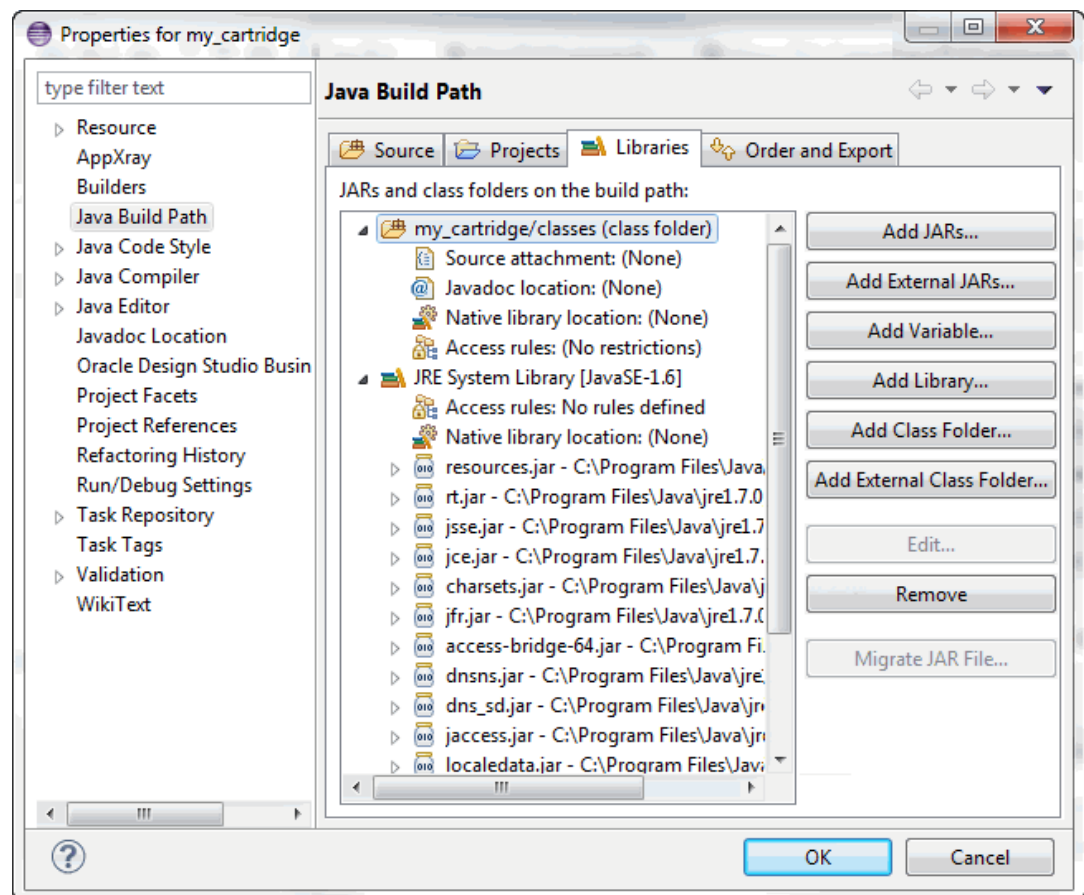 Properties for my_cartridge
type filter text
Resource
AppXray
Builders
Java Build Path
Java Code Style
Java Compiler
Java Editor
Javadoc Location
Oracle Design Studio Busin
Project Facets
Project References
Refactoring History
Run/Debug Settings
Task Repository
Task Tags
Validation
WikiText
Java Build Path
Source
Projects
Libraries
Order and Export
JARs and class folders on the build path:
my_cartridge/classes (class folder)
Source attachment: (None)
Javadoc location: (None)
Native library location: (None)
Access rules: (No restrictions)
JRE System Library [JavaSE-1.6]
Access rules: No rules defined
Native library location: (None)
resources.jar - C:\Program Files\Java
rt.jar - C:\Program Files\Java\jre1.7.0
jsse.jar - C:\Program Files\Java\jre1.7
jce.jar - C:\Program Files\Java\jre1.7.
charsets.jar - C:\Program Files\Java\j
jfr.jar - C:\Program Files\Java\jre1.7.(
access-bridge-64.jar - C:\Program Fi
dnsns.jar - C:\Program Files\Java\jre
dns_sd.jar - C:\Program Files\Java\jr
jaccess.jar - C:\Program Files\Java\jr
localedata.jar - C:\Program Files\Java
Add JARs...
Add External JARs...
Add Variable...
Add Library...
Add Class Folder...
Add External Class Folder...
Edit...
Remove
Migrate JAR File...
OK
Cancel